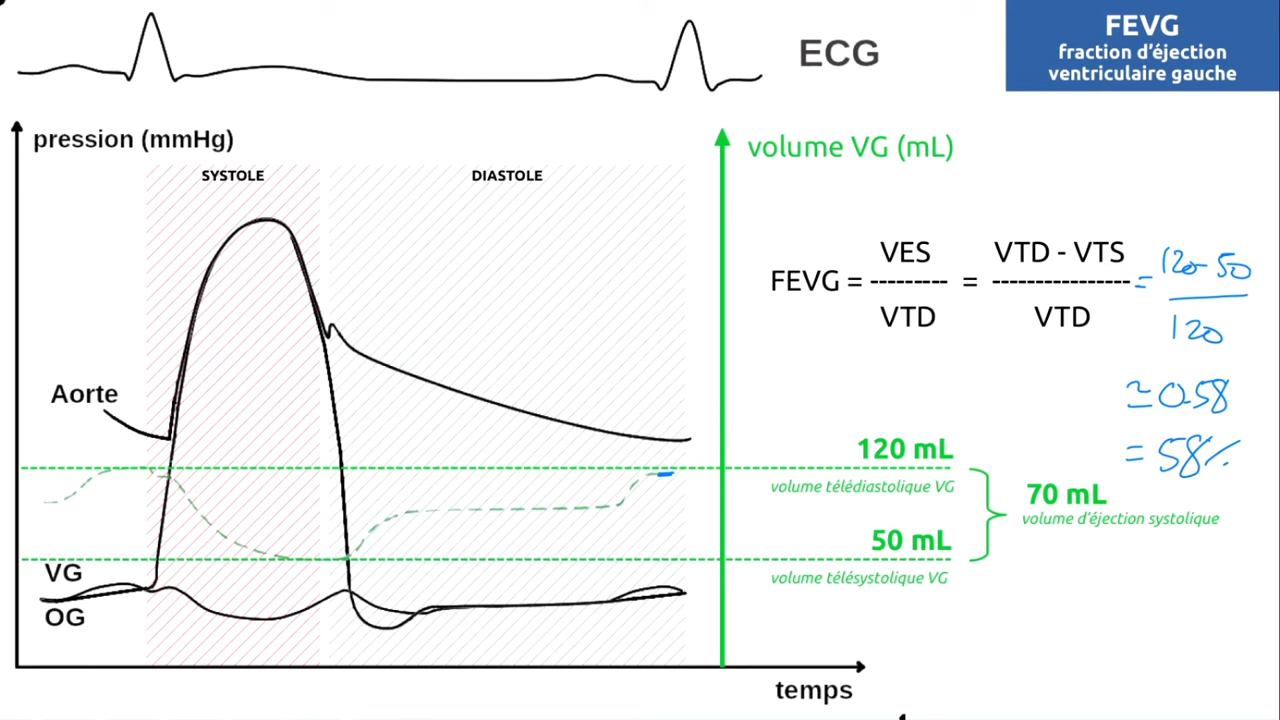 ECG
FEVG
fraction d'éjection
ventriculaire gauche
pression (mmHg)
volume VG (mL)
SYSTOLE
DIASTOLE
FEVG = VES / VTD = VTD - VTS / VTD = 120-50 / 120
≃ 0.58
= 58%
Aorte
120 mL
volume télédiastolique VG
70 mL
volume d'éjection systolique
50 mL
volume télésystolique VG
VG
OG
temps